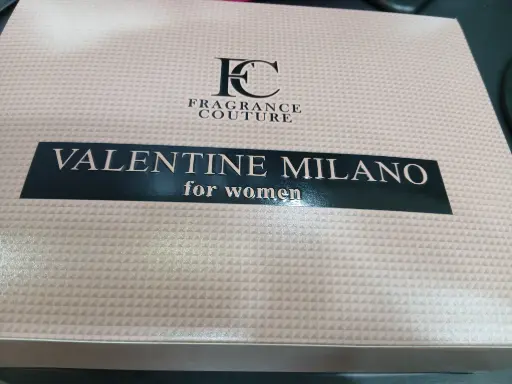 FC
FRAGRANCE
COUTURE
VALENTINE MILANO
for women